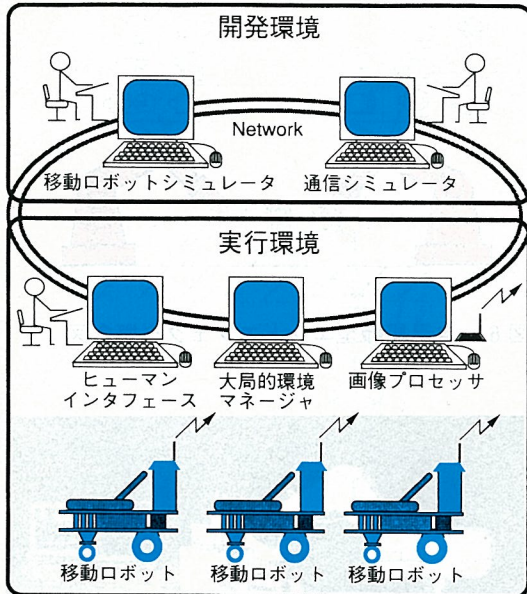 開発環境
Network
移動ロボットシミュレータ
通信シミュレータ
実行環境
ヒューマン
インタフェース
大局的環境
マネージャ
画像プロセッサ
移動ロボット
移動ロボット
移動ロボット